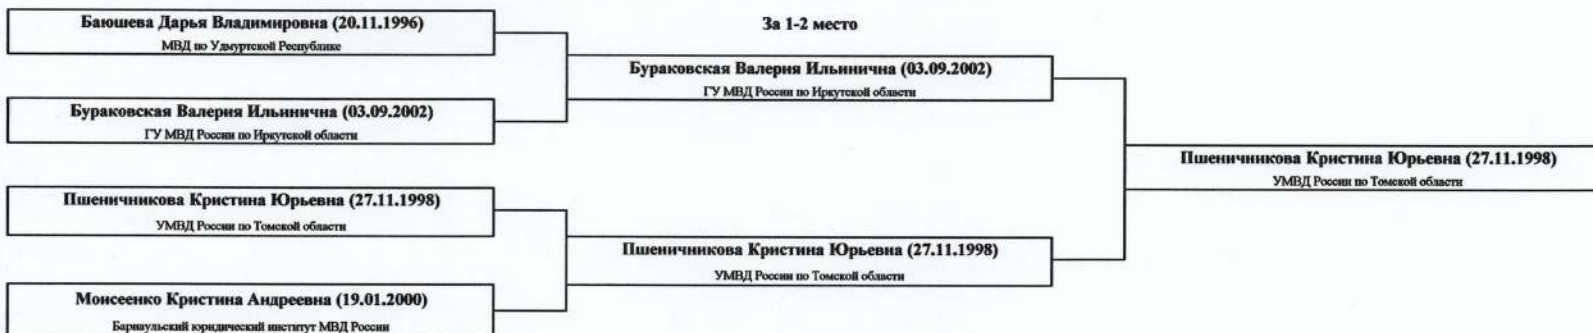 Баюшева Дарья Владимировна (20.11.1996)
МВД по Удмуртской Республике
За 1-2 место
Бураковская Валерия Ильинична (03.09.2002)
ГУ МВД России по Иркутской области
Бураковская Валерия Ильинична (03.09.2002)
ГУ МВД России по Иркутской области
Пшеничникова Кристина Юрьевна (27.11.1998)
УМВД России по Томской области
Пшеничникова Кристина Юрьевна (27.11.1998)
УМВД России по Томской области
Пшеничникова Кристина Юрьевна (27.11.1998)
УМВД России по Томской области
Моисеенко Кристина Андреевна (19.01.2000)
Барнаульский юридический институт МВД России